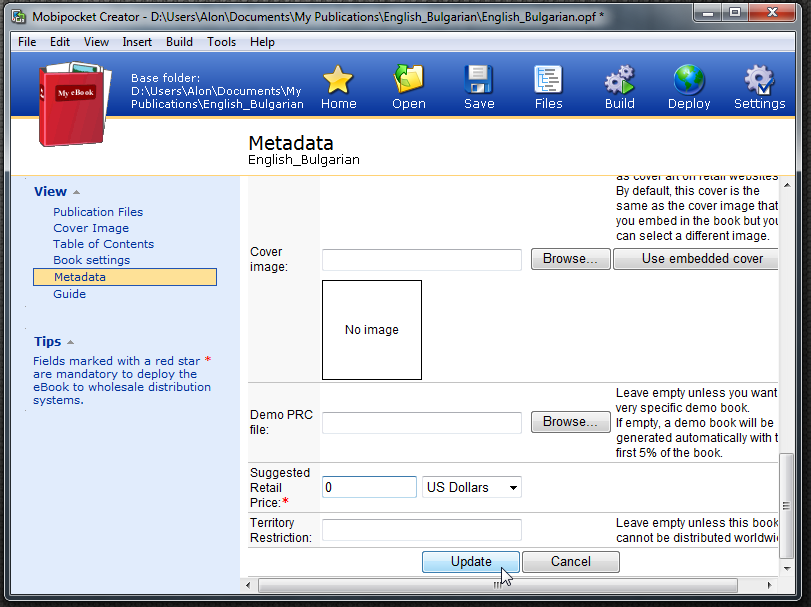 Mobipocket Creator - D:\Users\Alon\Documents\My Publications\English_Bulgarian\English_Bulgarian.opf *
File Edit View Insert Build Tools Help
My eBook
Base folder:
D:\Users\Alon\Documents\My
Publications\English_Bulgarian
Home Open Save Files Build Deploy Settings
Metadata
English_Bulgarian
View
Publication Files
Cover Image
Table of Contents
Book settings
Metadata
Guide
Tips
Fields marked with a red star *
are mandatory to deploy the
eBook to wholesale distribution
systems.
as cover art on retail websites
By default, this cover is the
same as the cover image that
you embed in the book but you
can select a different image.
Cover
image:
Browse... Use embedded cover
No image
Demo PRC
file:
Browse...
Leave empty unless you want
very specific demo book.
If empty, a demo book will be
generated automatically with t
first 5% of the book.
Suggested
Retail
Price:*
0 US Dollars
Territory
Restriction:
Leave empty unless this book
cannot be distributed worldwi
Update Cancel